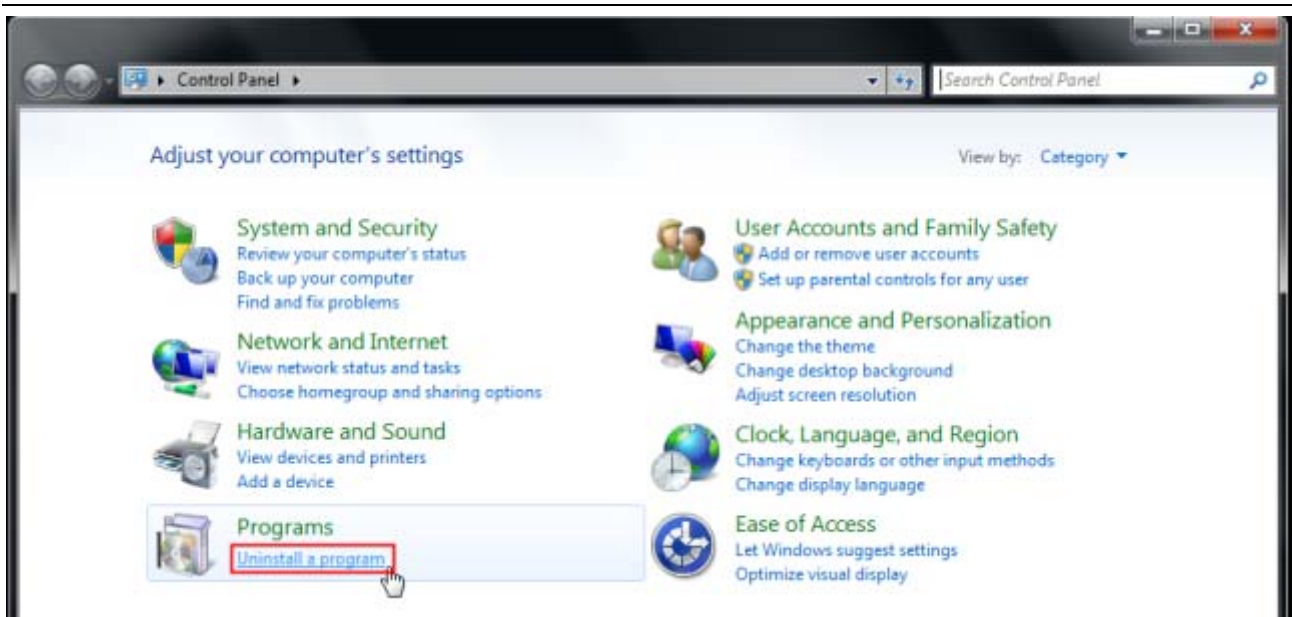 Control Panel
Search Control Panel
Adjust your computer's settings
View by: Category
System and Security
Review your computer's status
Back up your computer
Find and fix problems
Network and Internet
View network status and tasks
Choose homegroup and sharing options
Hardware and Sound
View devices and printers
Add a device
Programs
Uninstall a program
User Accounts and Family Safety
Add or remove user accounts
Set up parental controls for any user
Appearance and Personalization
Change the theme
Change desktop background
Adjust screen resolution
Clock, Language, and Region
Change keyboards or other input methods
Change display language
Ease of Access
Let Windows suggest settings
Optimize visual display